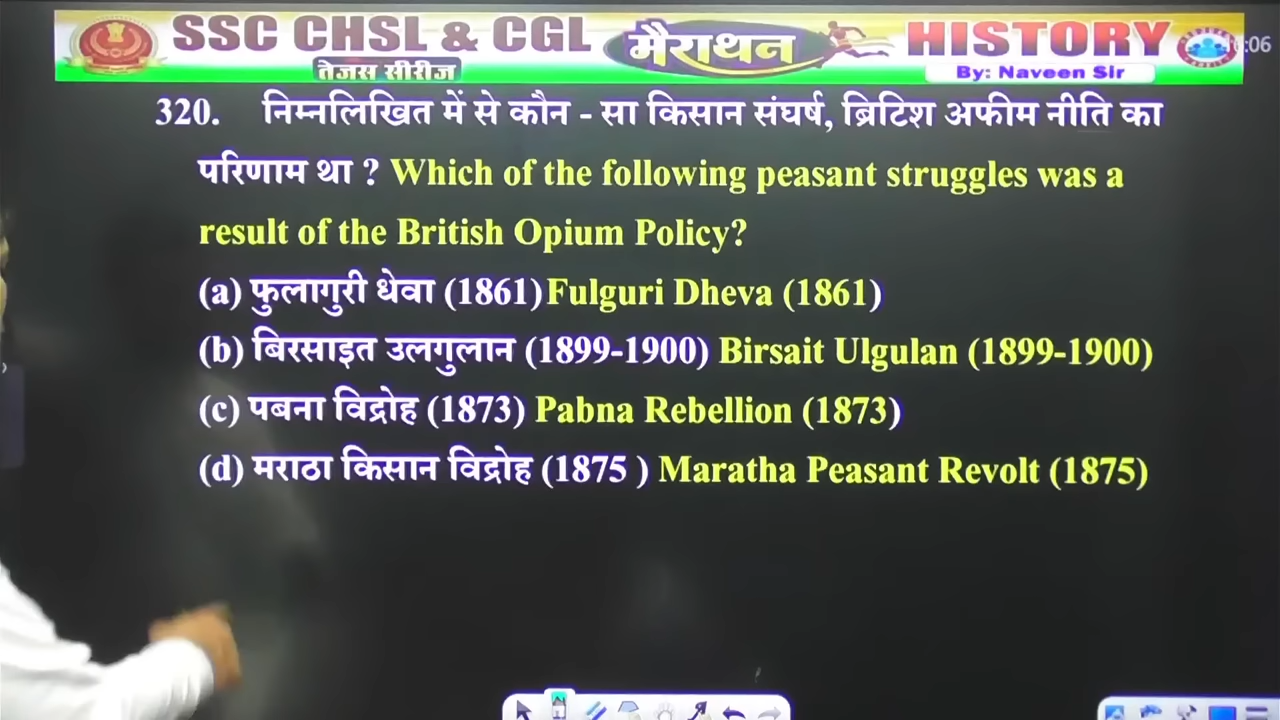 SSC CHSL & CGL मैराथन HISTORY
तेजस सीरीज By: Naveen Sir
320. निम्नलिखित में से कौन - सा किसान संघर्ष, ब्रिटिश अफीम नीति का
परिणाम था ? Which of the following peasant struggles was a
result of the British Opium Policy?
(a) फुलागुरी धेवा (1861) Fulguri Dheva (1861)
(b) बिरसाइत उलगुलान (1899-1900) Birsait Ulgulan (1899-1900)
(c) पबना विद्रोह (1873) Pabna Rebellion (1873)
(d) मराठा किसान विद्रोह (1875 ) Maratha Peasant Revolt (1875)